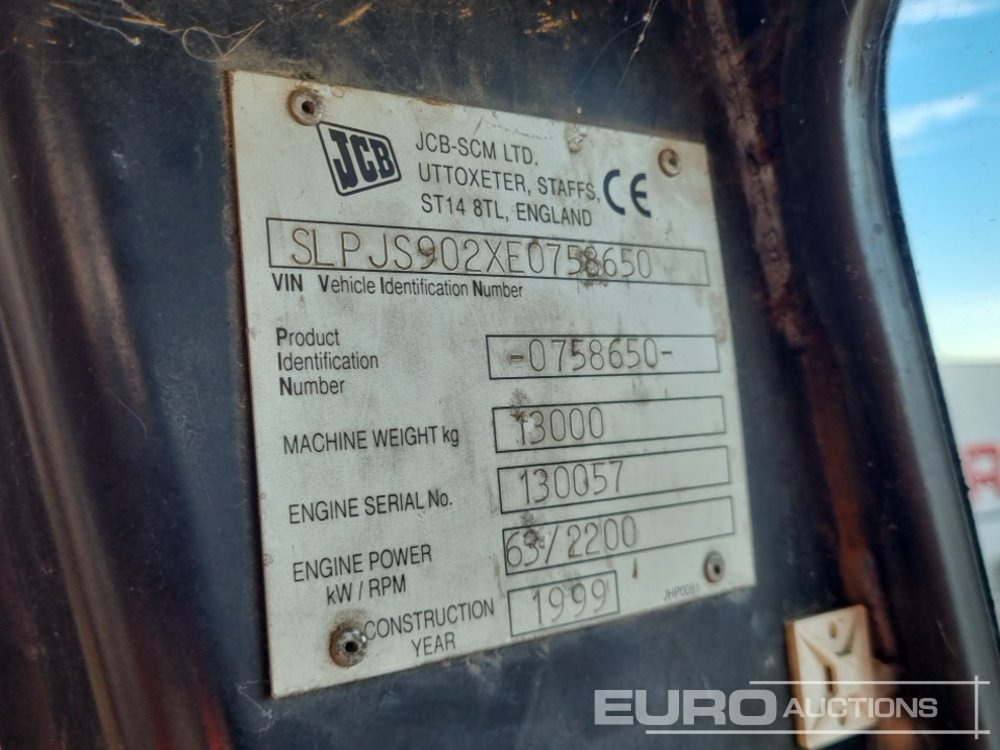 JCB
JCB-SCM LTD.
UTTOXETER, STAFFS,
ST14 8TL, ENGLAND
CE
SLPJS902XE0758650
VIN Vehicle Identification Number
Product
Identification
Number
-0758650-
MACHINE WEIGHT kg
13000
ENGINE SERIAL No.
130057
ENGINE POWER
kW / RPM
63/2200
CONSTRUCTION
YEAR
1999
JHP0081
EURO AUCTIONS